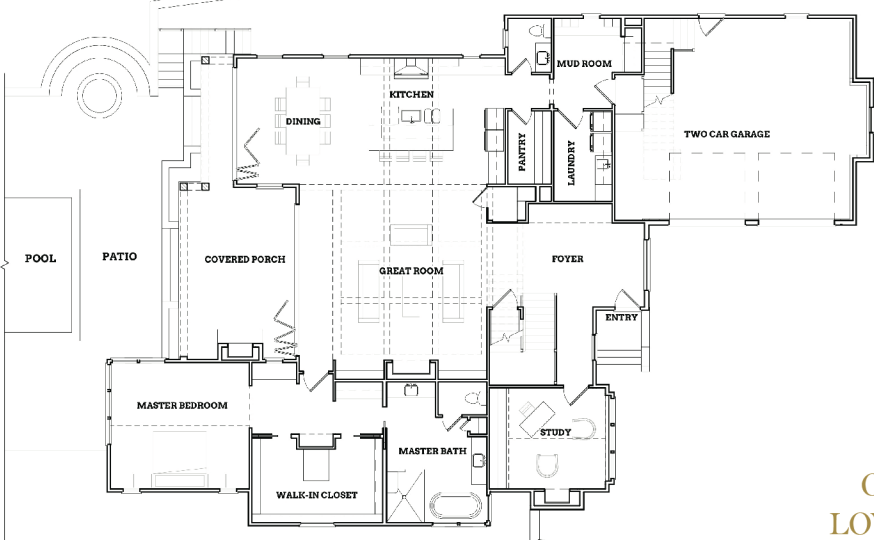 MUD ROOM
KITCHEN
DINING
TWO CAR GARAGE
PANTRY
LAUNDRY
POOL
PATIO
COVERED PORCH
GREAT ROOM
FOYER
ENTRY
MASTER BEDROOM
STUDY
MASTER BATH
WALK-IN CLOSET